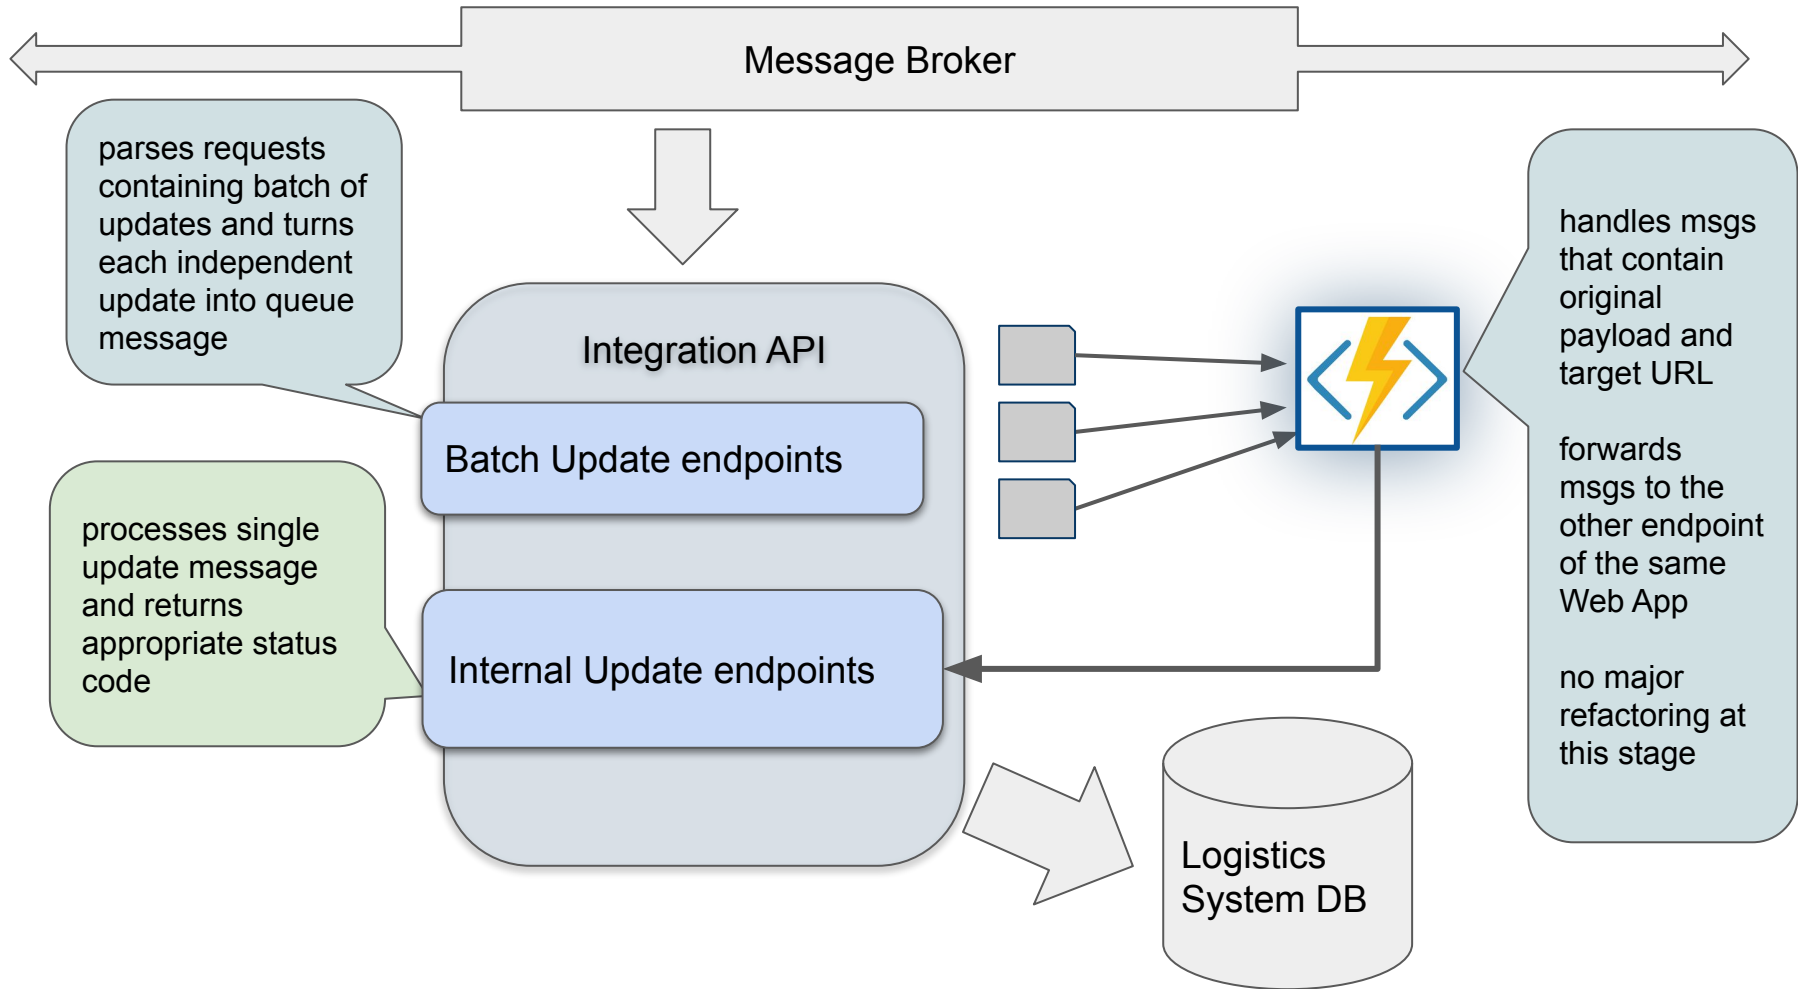 Message Broker
parses requests
containing batch of
updates and turns
each independent
update into queue
message
handles msgs
that contain
original
payload and
target URL
forwards
msgs to the
other endpoint
of the same
Web App
no major
refactoring at
this stage
Integration API
Batch Update endpoints
processes single
update message
and returns
appropriate status
code
Internal Update endpoints
Logistics
System DB